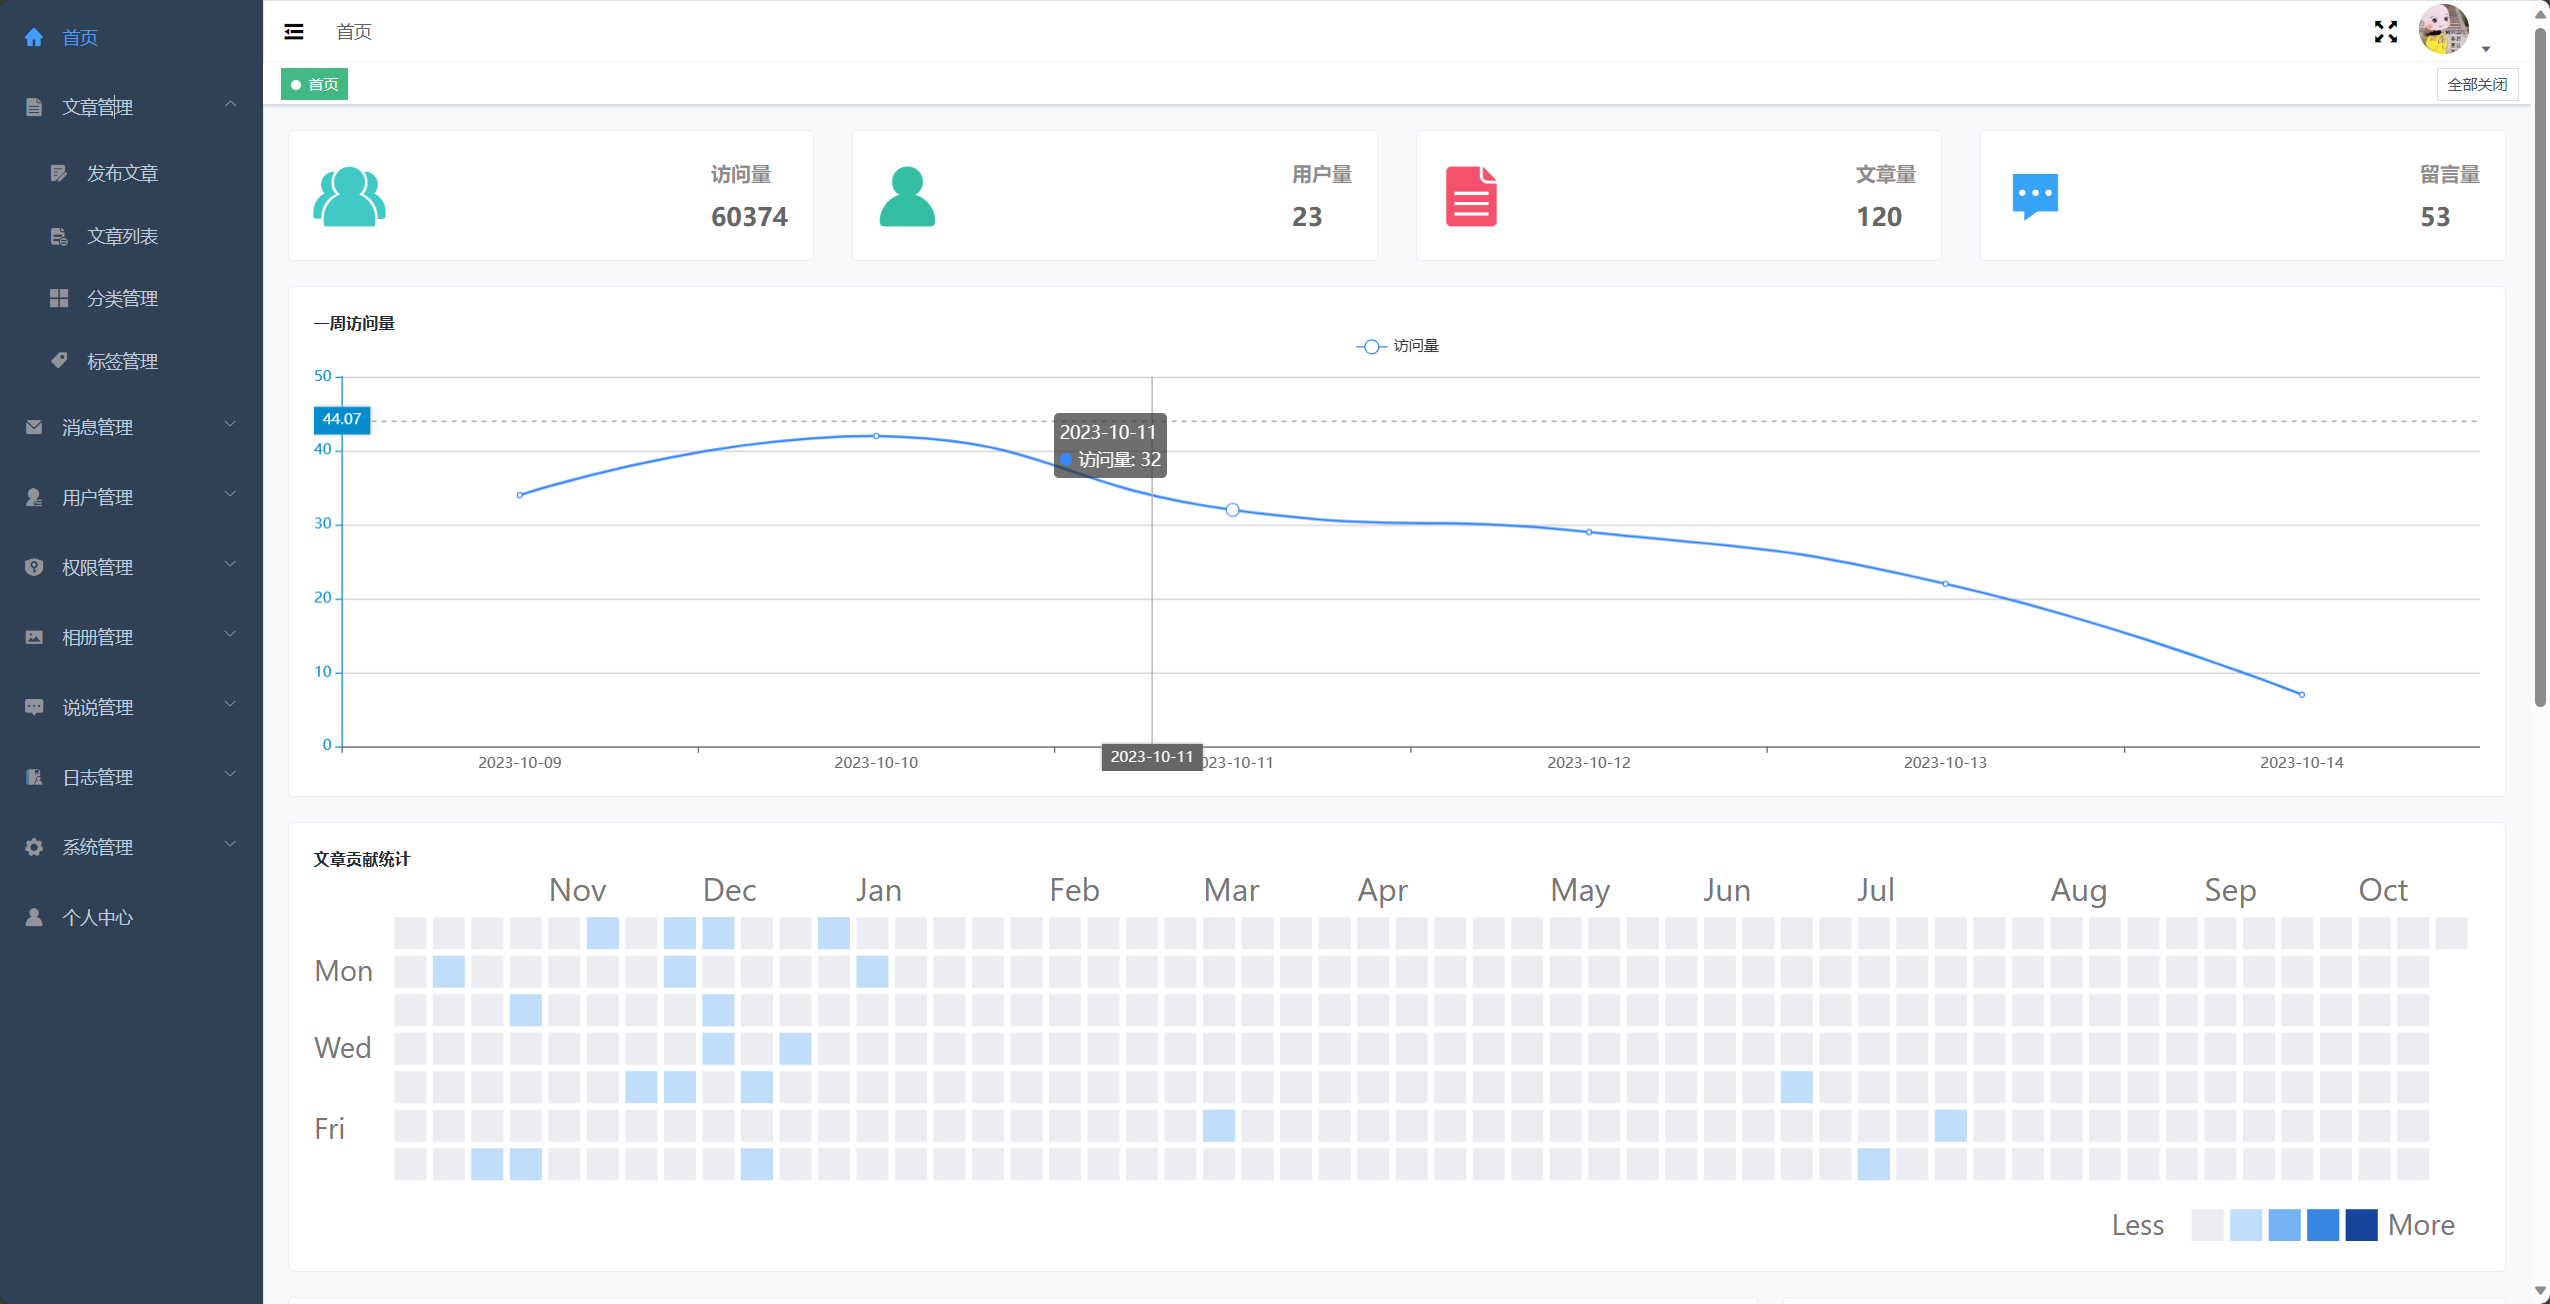 首页
文章管理
发布文章
文章列表
分类管理
标签管理
消息管理
用户管理
权限管理
相册管理
说说管理
日志管理
系统管理
个人中心
首页
首页
全部关闭
访问量
60374
用户量
23
文章量
120
留言量
53
一周访问量
访问量
50
44.07
40
30
20
10
0
2023-10-11
访问量: 32
2023-10-09
2023-10-10
2023-10-11
023-10-11
2023-10-12
2023-10-13
2023-10-14
文章贡献统计
Nov Dec Jan Feb Mar Apr May Jun Jul Aug Sep Oct
Mon
Wed
Fri
Less
More